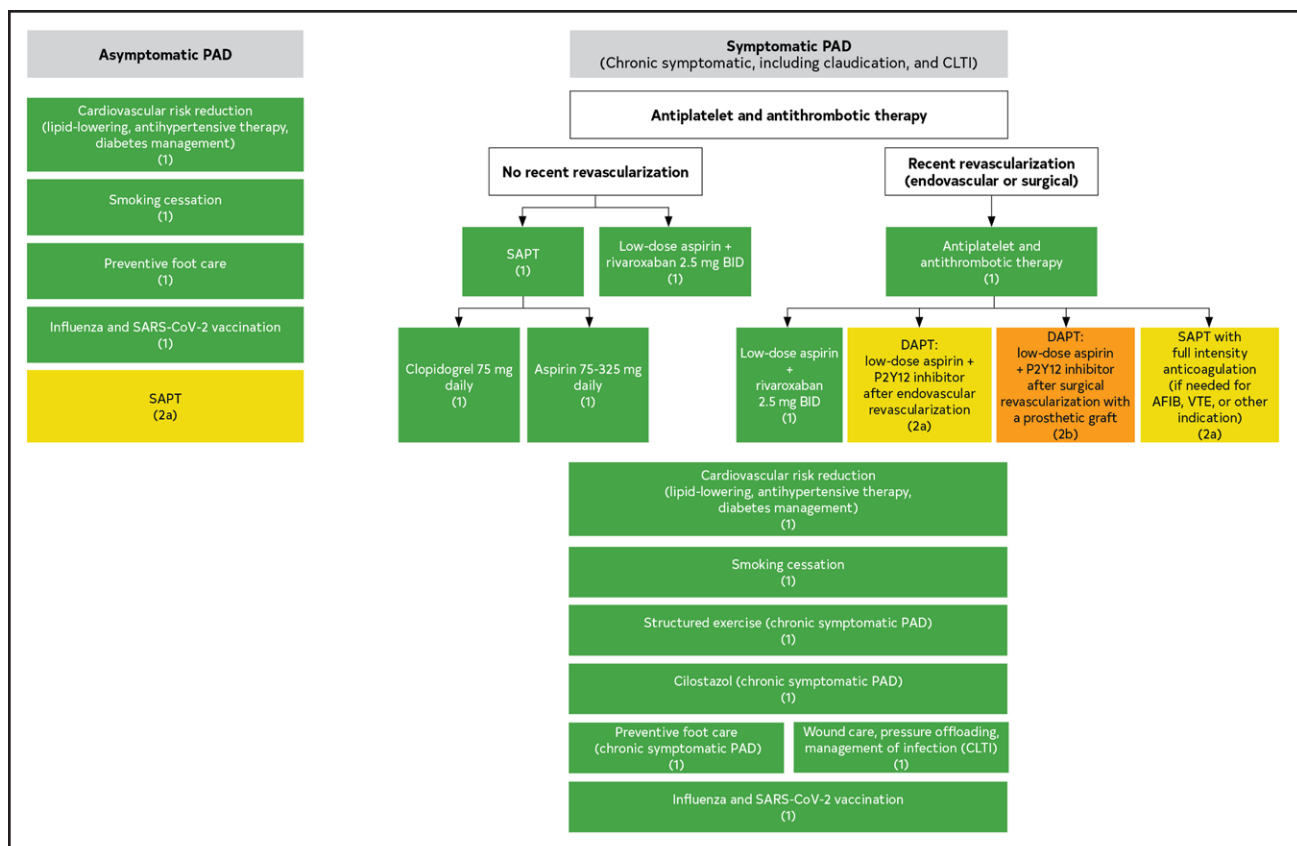 Asymptomatic PAD
Cardiovascular risk reduction
(lipid-lowering, antihypertensive therapy,
diabetes management)
(1)
Smoking cessation
(1)
Preventive foot care
(1)
Influenza and SARS-CoV-2 vaccination
(1)
SAPT
(2a)
Symptomatic PAD
(Chronic symptomatic, including claudication, and CLTI)
Antiplatelet and antithrombotic therapy
No recent revascularization
Recent revascularization
(endovascular or surgical)
SAPT
(1)
Low-dose aspirin +
rivaroxaban 2.5 mg BID
(1)
Antiplatelet and
antithrombotic therapy
(1)
Clopidogrel 75 mg
daily
(1)
Aspirin 75-325 mg
daily
(1)
Low-dose aspirin
+
rivaroxaban
2.5 mg BID
(1)
DAPT:
low-dose aspirin +
P2Y12 inhibitor
after endovascular
revascularization
(2a)
DAPT:
low-dose aspirin
+ P2Y12 inhibitor
after surgical
revascularization with
a prosthetic graft
(2b)
SAPT with
full intensity
anticoagulation
(if needed for
AFIB, VTE, or other
indication)
(2a)
Cardiovascular risk reduction
(lipid-lowering, antihypertensive therapy,
diabetes management)
(1)
Smoking cessation
(1)
Structured exercise (chronic symptomatic PAD)
(1)
Cilostazol (chronic symptomatic PAD)
(1)
Preventive foot care
(chronic symptomatic PAD)
(1)
Wound care, pressure offloading,
management of infection (CLTI)
(1)
Influenza and SARS-CoV-2 vaccination
(1)